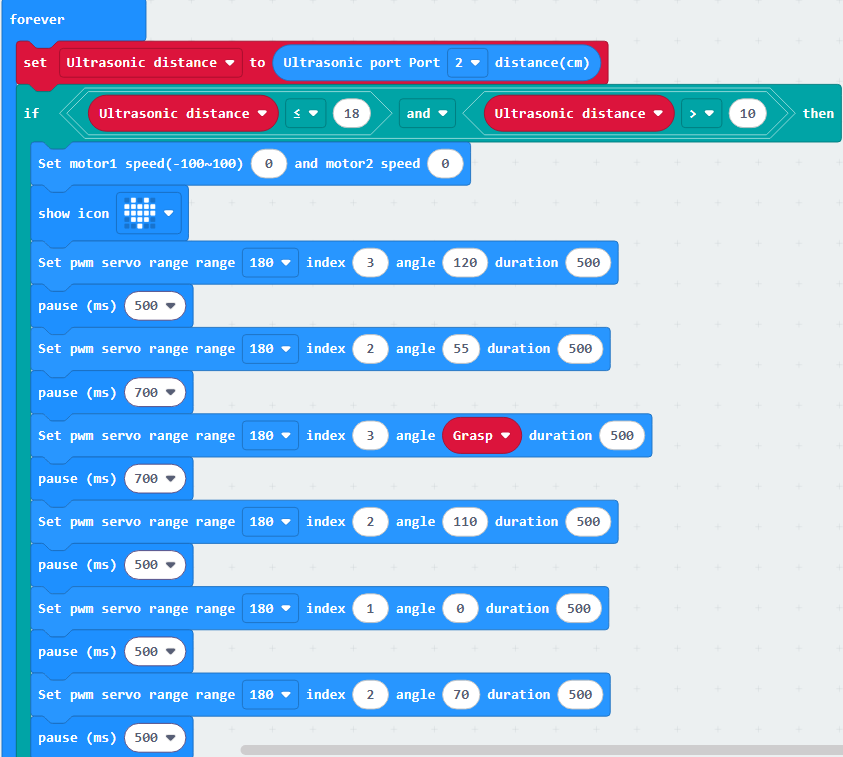 forever
set Ultrasonic distance to Ultrasonic port Port 2 distance(cm)
if Ultrasonic distance ≤ 18 and Ultrasonic distance > 10 then
Set motor1 speed(-100~100) 0 and motor2 speed 0
show icon
Set pwm servo range range 180 index 3 angle 120 duration 500
pause (ms) 500
Set pwm servo range range 180 index 2 angle 55 duration 500
pause (ms) 700
Set pwm servo range range 180 index 3 angle Grasp duration 500
pause (ms) 700
Set pwm servo range range 180 index 2 angle 110 duration 500
pause (ms) 500
Set pwm servo range range 180 index 1 angle 0 duration 500
pause (ms) 500
Set pwm servo range range 180 index 2 angle 70 duration 500
pause (ms) 500